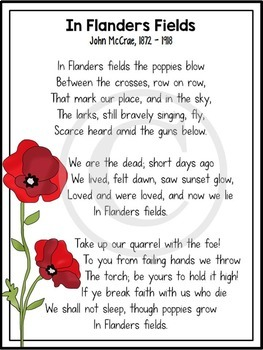 In Flanders Fields
John McCrae, 1872 - 1918
In Flanders fields the poppies blow
Between the crosses, row on row,
That mark our place; and in the sky,
The larks, still bravely singing, fly,
Scarce heard amid the guns below.
We are the dead; short days ago
We lived, felt dawn, saw sunset glow,
Loved and were loved, and now we lie
In Flanders fields.
Take up our quarrel with the foe!
To you from failing hands we throw
The torch; be yours to hold it high!
If ye break faith with us who die
We shall not sleep, though poppies grow
In Flanders fields.
©